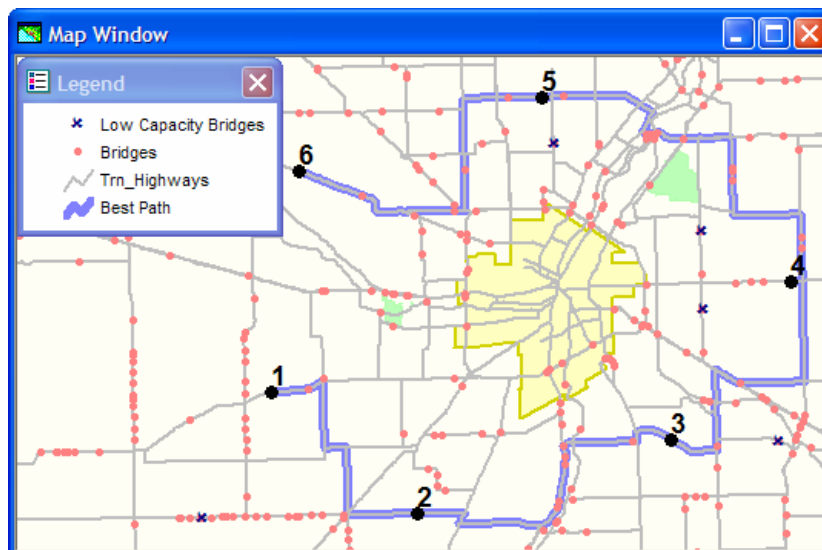 Map Window
Legend
Low Capacity Bridges
Bridges
Trn_Highways
Best Path
5
6
4
1
3
2